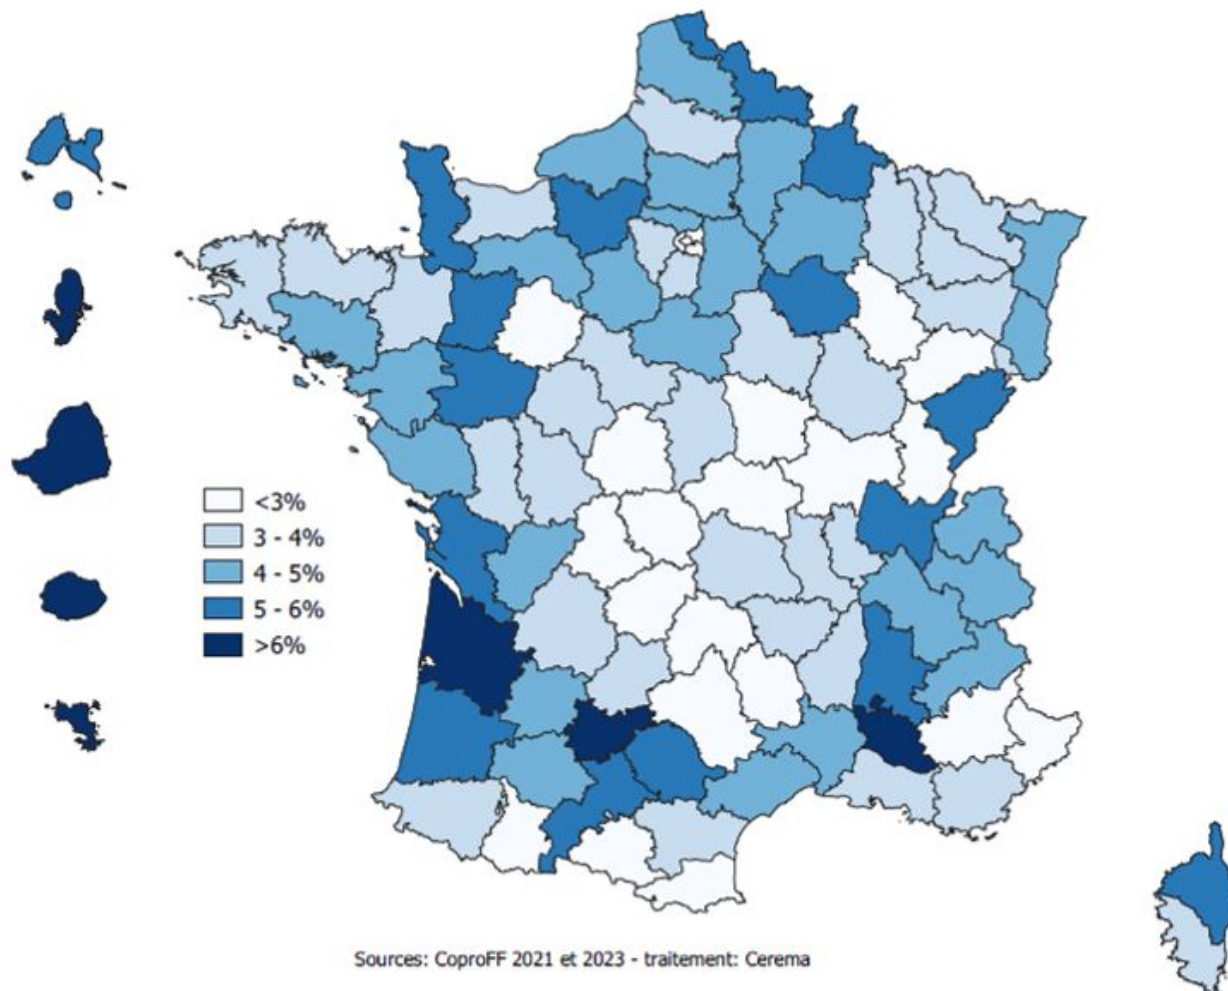 <3%
3 - 4%
4 - 5%
5 - 6%
>6%
Sources: CoproFF 2021 et 2023 - traitement: Cerema